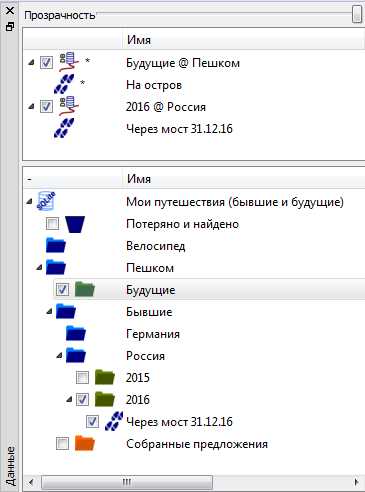 Прозрачность
Имя
* Будущие @ Пешком
* На остров
2016 @ Россия
Через мост 31.12.16
- Имя
SQLite Мои путешествия (бывшие и будущие)
Потеряно и найдено
Велосипед
Пешком
Будущие
Бывшие
Германия
Россия
2015
2016
Через мост 31.12.16
Собранные предложения
Данные